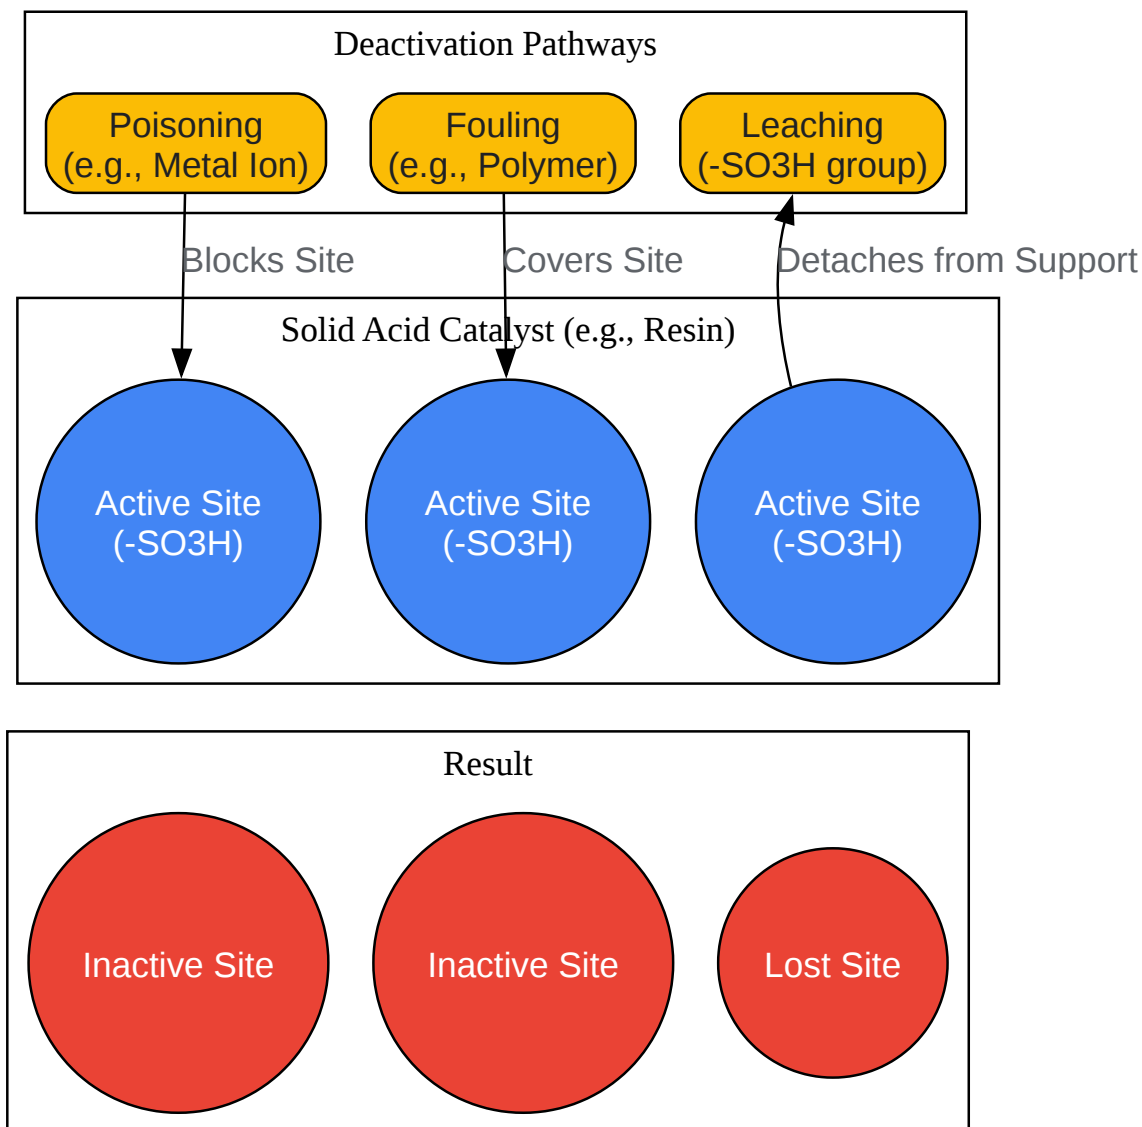 Deactivation Pathways
Poisoning
(e.g., Metal Ion)
Fouling
(e.g., Polymer)
Leaching
(-SO3H group)
Blocks Site
Covers Site
Detaches from Support
Solid Acid Catalyst (e.g., Resin)
Active Site
(-SO3H)
Active Site
(-SO3H)
Active Site
(-SO3H)
Result
Inactive Site
Inactive Site
Lost Site